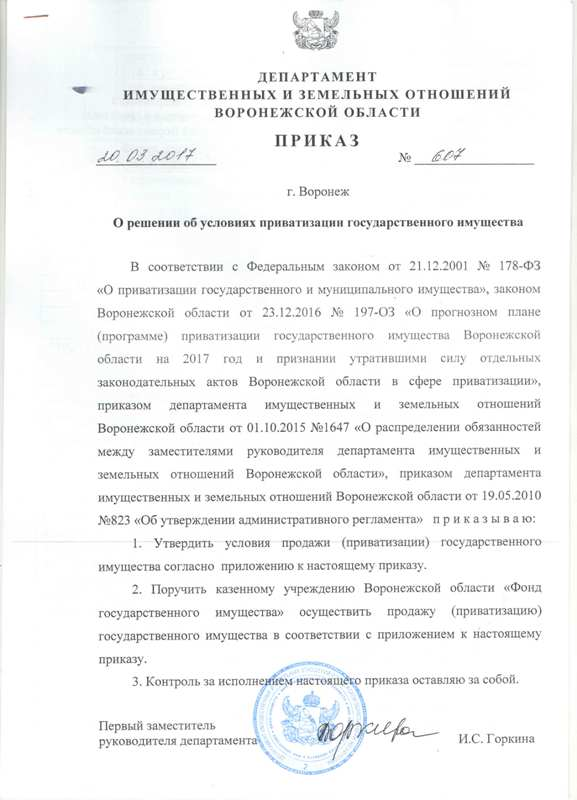 ДЕПАРТАМЕНТ
ИМУЩЕСТВЕННЫХ И ЗЕМЕЛЬНЫХ ОТНОШЕНИЙ
ВОРОНЕЖСКОЙ ОБЛАСТИ
ПРИКАЗ
20.03.2017 № 607
г. Воронеж
О решении об условиях приватизации государственного имущества
В соответствии с Федеральным законом от 21.12.2001 № 178-ФЗ
«О приватизации государственного и муниципального имущества», законом
Воронежской области от 23.12.2016 № 197-ОЗ «О прогнозном плане
(программе) приватизации государственного имущества Воронежской
области на 2017 год и признании утратившими силу отдельных
законодательных актов Воронежской области в сфере приватизации»,
приказом департамента имущественных и земельных отношений
Воронежской области от 01.10.2015 №1647 «О распределении обязанностей
между заместителями руководителя департамента имущественных и
земельных отношений Воронежской области», приказом департамента
имущественных и земельных отношений Воронежской области от 19.05.2010
№823 «Об утверждении административного регламента» п р и к а з ы в а ю:
1. Утвердить условия продажи (приватизации) государственного
имущества согласно приложению к настоящему приказу.
2. Поручить казенному учреждению Воронежской области «Фонд
государственного имущества» осуществить продажу (приватизацию)
государственного имущества в соответствии с приложением к настоящему
приказу.
3. Контроль за исполнением настоящего приказа оставляю за собой.
Первый заместитель
руководителя департамента И.С. Горкина